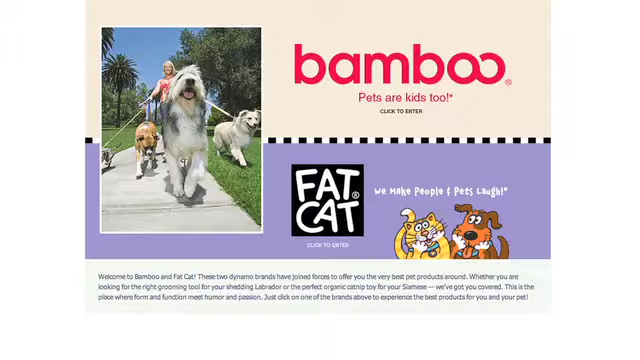 bamboo®
Pets are kids too!*
CLICK TO ENTER
FAT
CAT®
We Make People & Pets Laugh!*
CLICK TO ENTER
Welcome to Bamboo and Fat Cat! These two dynamo brands have joined forces to offer you the very best pet products around. Whether you are
looking for the right grooming tool for your shedding Labrador or the perfect organic catnip toy for your Siamese — we've got you covered. This is the
place where form and function meet humor and passion. Just click on one of the brands above to experience the best products for you and your pet!